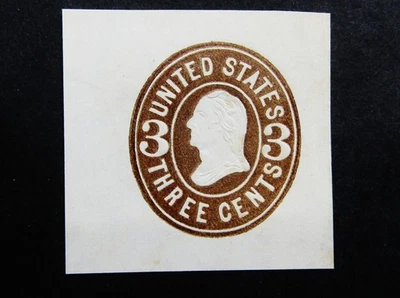 UNITED STATES
3 3
THREE CENTS